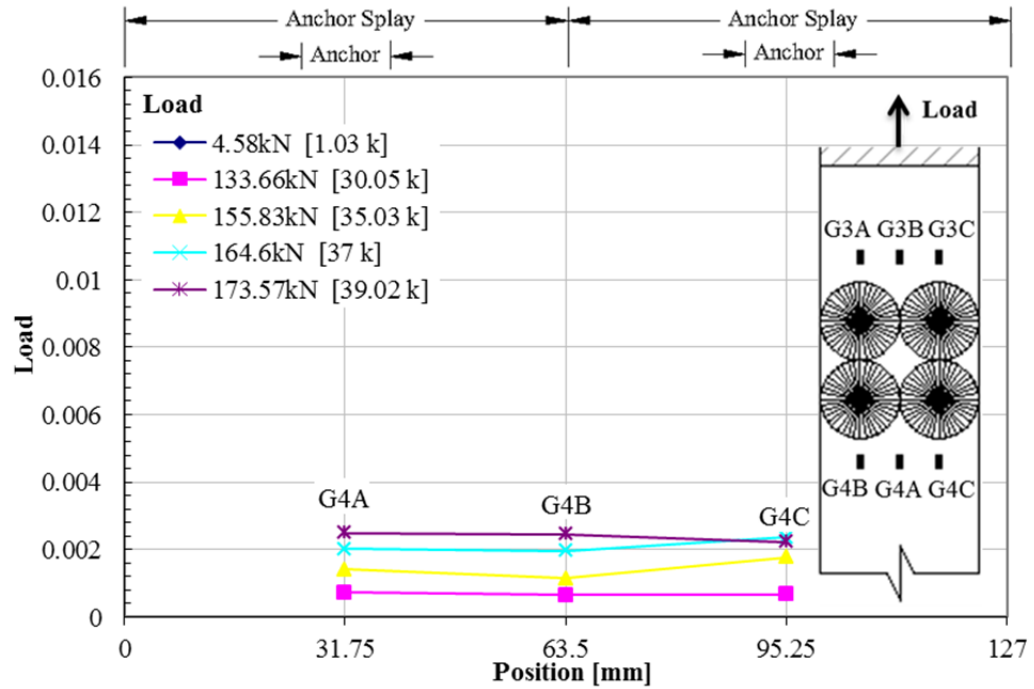 Anchor Splay Anchor Splay
Anchor Anchor
0.016
0.014
0.012
0.01
0.008
0.006
0.004
0.002
0
Load
Load
4.58kN [1.03 k]
133.66kN [30.05 k]
155.83kN [35.03 k]
164.6kN [37 k]
173.57kN [39.02 k]
Load
G3A G3B G3C
G4B G4A G4C
G4A
G4B
G4C
0 31.75 63.5 95.25 127
Position [mm]